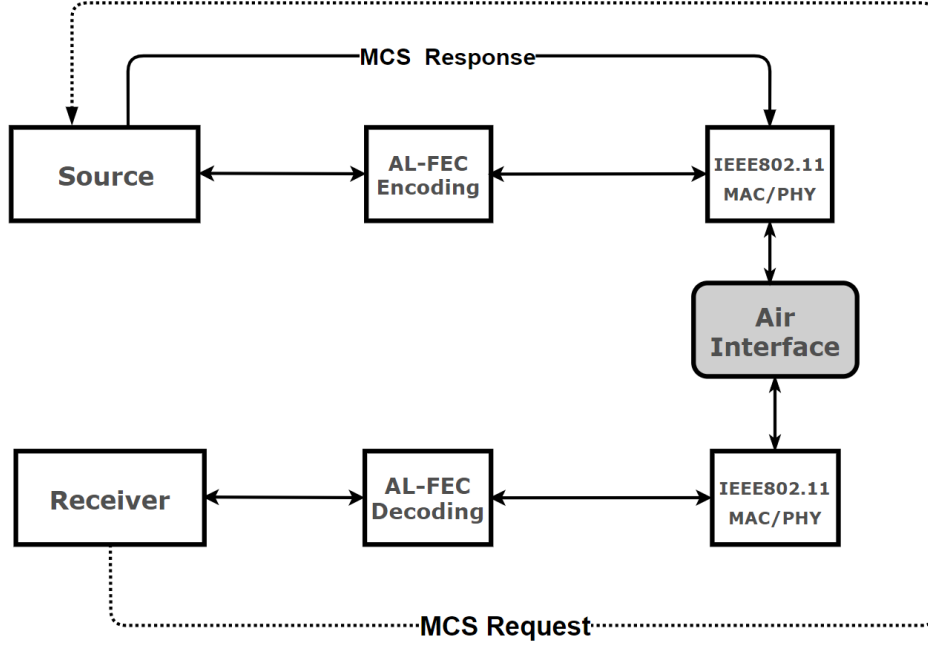 MCS Response
Source
AL-FEC
Encoding
IEEE802.11
MAC/PHY
Air
Interface
Receiver
AL-FEC
Decoding
IEEE802.11
MAC/PHY
MCS Request